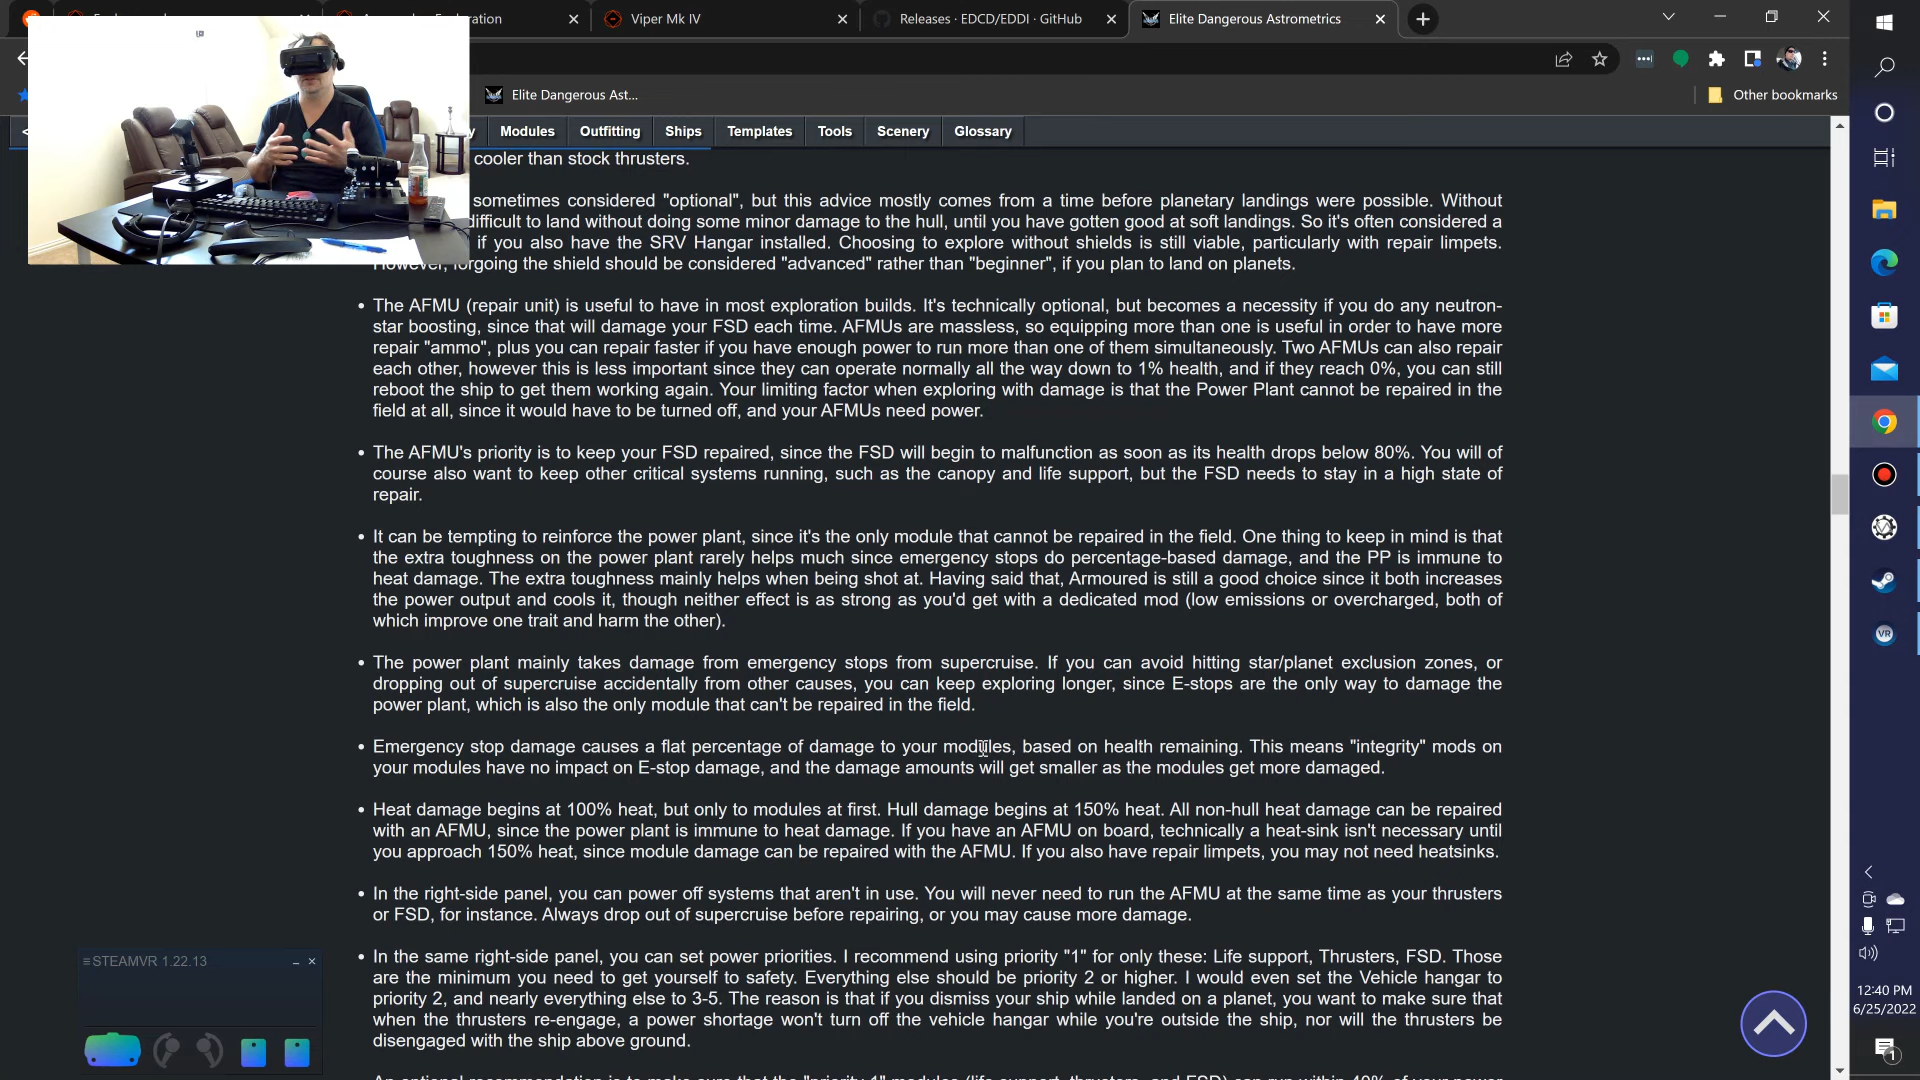 Viper Mk IV
Releases · EDCD/EDDI · GitHub
Elite Dangerous Astrometrics
Elite Dangerous Ast...
Other bookmarks
Modules
Outfitting
Ships
Templates
Tools
Scenery
Glossary
cooler than stock thrusters.
sometimes considered "optional", but this advice mostly comes from a time before planetary landings were possible. Without
difficult to land without doing some minor damage to the hull, until you have gotten good at soft landings. So it's often considered a
if you also have the SRV Hangar installed. Choosing to explore without shields is still viable, particularly with repair limpets.
However, forgoing the shield should be considered "advanced" rather than "beginner", if you plan to land on planets.
• The AFMU (repair unit) is useful to have in most exploration builds. It's technically optional, but becomes a necessity if you do any neutron-
star boosting, since that will damage your FSD each time. AFMUs are massless, so equipping more than one is useful in order to have more
repair "ammo", plus you can repair faster if you have enough power to run more than one of them simultaneously. Two AFMUs can also repair
each other, however this is less important since they can operate normally all the way down to 1% health, and if they reach 0%, you can still
reboot the ship to get them working again. Your limiting factor when exploring with damage is that the Power Plant cannot be repaired in the
field at all, since it would have to be turned off, and your AFMUs need power.
• The AFMU's priority is to keep your FSD repaired, since the FSD will begin to malfunction as soon as its health drops below 80%. You will of
course also want to keep other critical systems running, such as the canopy and life support, but the FSD needs to stay in a high state of
repair.
• It can be tempting to reinforce the power plant, since it's the only module that cannot be repaired in the field. One thing to keep in mind is that
the extra toughness on the power plant rarely helps much since emergency stops do percentage-based damage, and the PP is immune to
heat damage. The extra toughness mainly helps when being shot at. Having said that, Armoured is still a good choice since it both increases
the power output and cools it, though neither effect is as strong as you'd get with a dedicated mod (low emissions or overcharged, both of
which improve one trait and harm the other).
• The power plant mainly takes damage from emergency stops from supercruise. If you can avoid hitting star/planet exclusion zones, or
dropping out of supercruise accidentally from other causes, you can keep exploring longer, since E-stops are the only way to damage the
power plant, which is also the only module that can't be repaired in the field.
• Emergency stop damage causes a flat percentage of damage to your modules, based on health remaining. This means "integrity" mods on
your modules have no impact on E-stop damage, and the damage amounts will get smaller as the modules get more damaged.
• Heat damage begins at 100% heat, but only to modules at first. Hull damage begins at 150% heat. All non-hull heat damage can be repaired
with an AFMU, since the power plant is immune to heat damage. If you have an AFMU on board, technically a heat-sink isn't necessary until
you approach 150% heat, since module damage can be repaired with the AFMU. If you also have repair limpets, you may not need heatsinks.
• In the right-side panel, you can power off systems that aren't in use. You will never need to run the AFMU at the same time as your thrusters
or FSD, for instance. Always drop out of supercruise before repairing, or you may cause more damage.
• In the same right-side panel, you can set power priorities. I recommend using priority "1" for only these: Life support, Thrusters, FSD. Those
are the minimum you need to get yourself to safety. Everything else should be priority 2 or higher. I would even set the Vehicle hangar to
priority 2, and nearly everything else to 3-5. The reason is that if you dismiss your ship while landed on a planet, you want to make sure that
when the thrusters re-engage, a power shortage won't turn off the vehicle hangar while you're outside the ship, nor will the thrusters be
disengaged with the ship above ground.
STEAMVR 1.22.13
VR
12:40 PM
6/25/2022
1